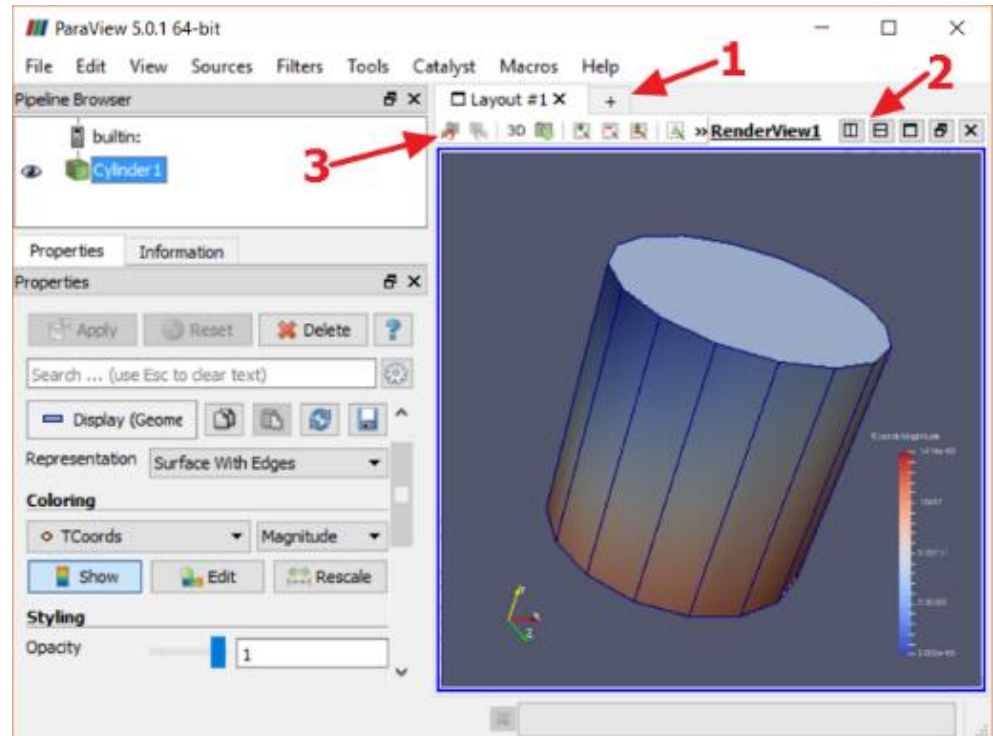 ParaView 5.0.1 64-bit
File Edit View Sources Filters Tools Catalyst Macros Help
1
2
3
Pipeline Browser
builtin:
Cylinder1
Layout #1
+
3D
» RenderView1
Properties Information
Properties
Apply Reset Delete ?
Search ... (use Esc to clear text)
Display (Geome
Representation Surface With Edges
Coloring
TCoords Magnitude
Show Edit Rescale
Styling
Opacity 1
Y
X
Z